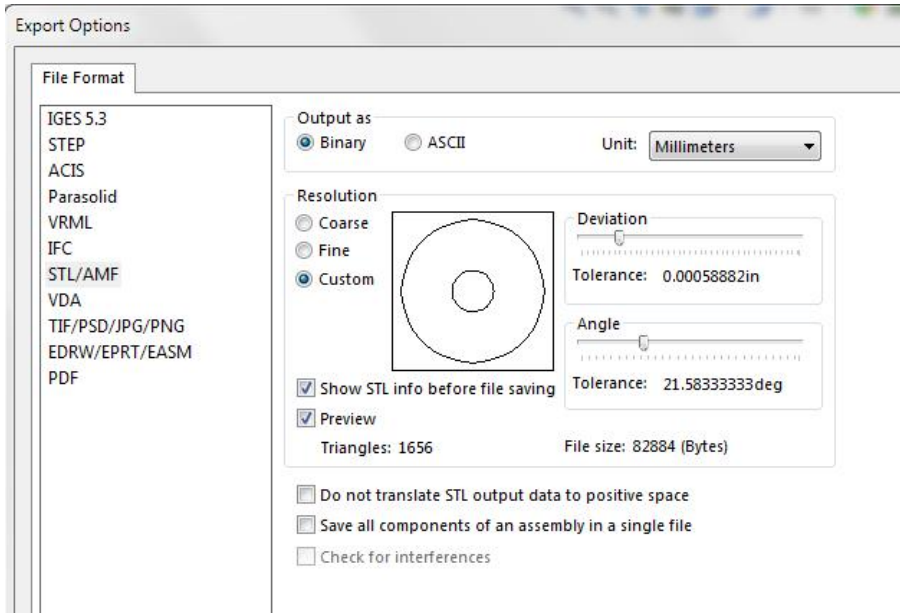 Export Options
File Format
IGES 5.3
STEP
ACIS
Parasolid
VRML
IFC
STL/AMF
VDA
TIF/PSD/JPG/PNG
EDRW/EPRT/EASM
PDF
Output as
Binary
ASCII
Unit:
Millimeters
Resolution
Coarse
Fine
Custom
Deviation
Tolerance: 0.00058882in
Angle
Tolerance: 21.58333333deg
Show STL info before file saving
Preview
Triangles: 1656
File size: 82884 (Bytes)
Do not translate STL output data to positive space
Save all components of an assembly in a single file
Check for interferences